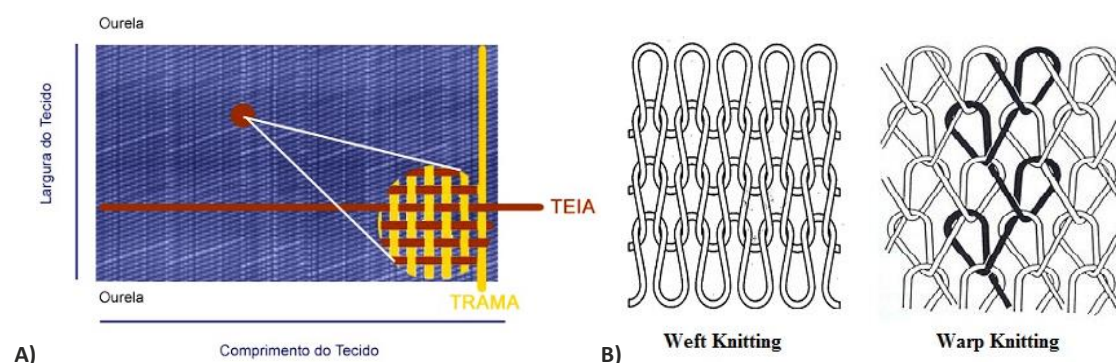 Ourela
Largura do Tecido
TEIA
Ourela
TRAMA
Comprimento do Tecido
A)
Weft Knitting
Warp Knitting
B)